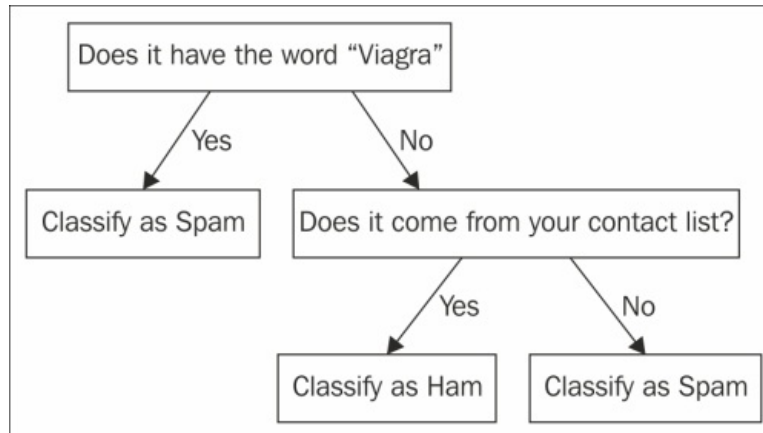 Does it have the word “Viagra”
Yes
No
Classify as Spam
Does it come from your contact list?
Yes
No
Classify as Ham
Classify as Spam